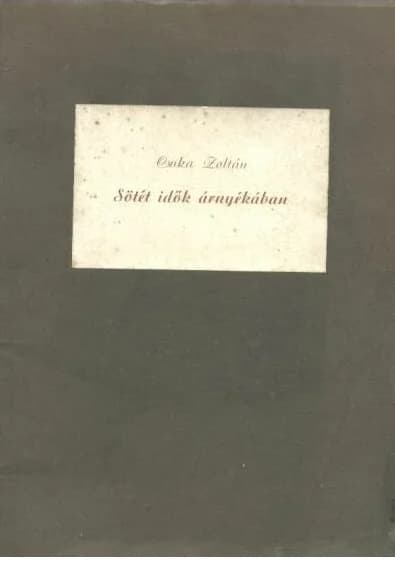 Csuka Zoltán
Sötét idők árnyékában